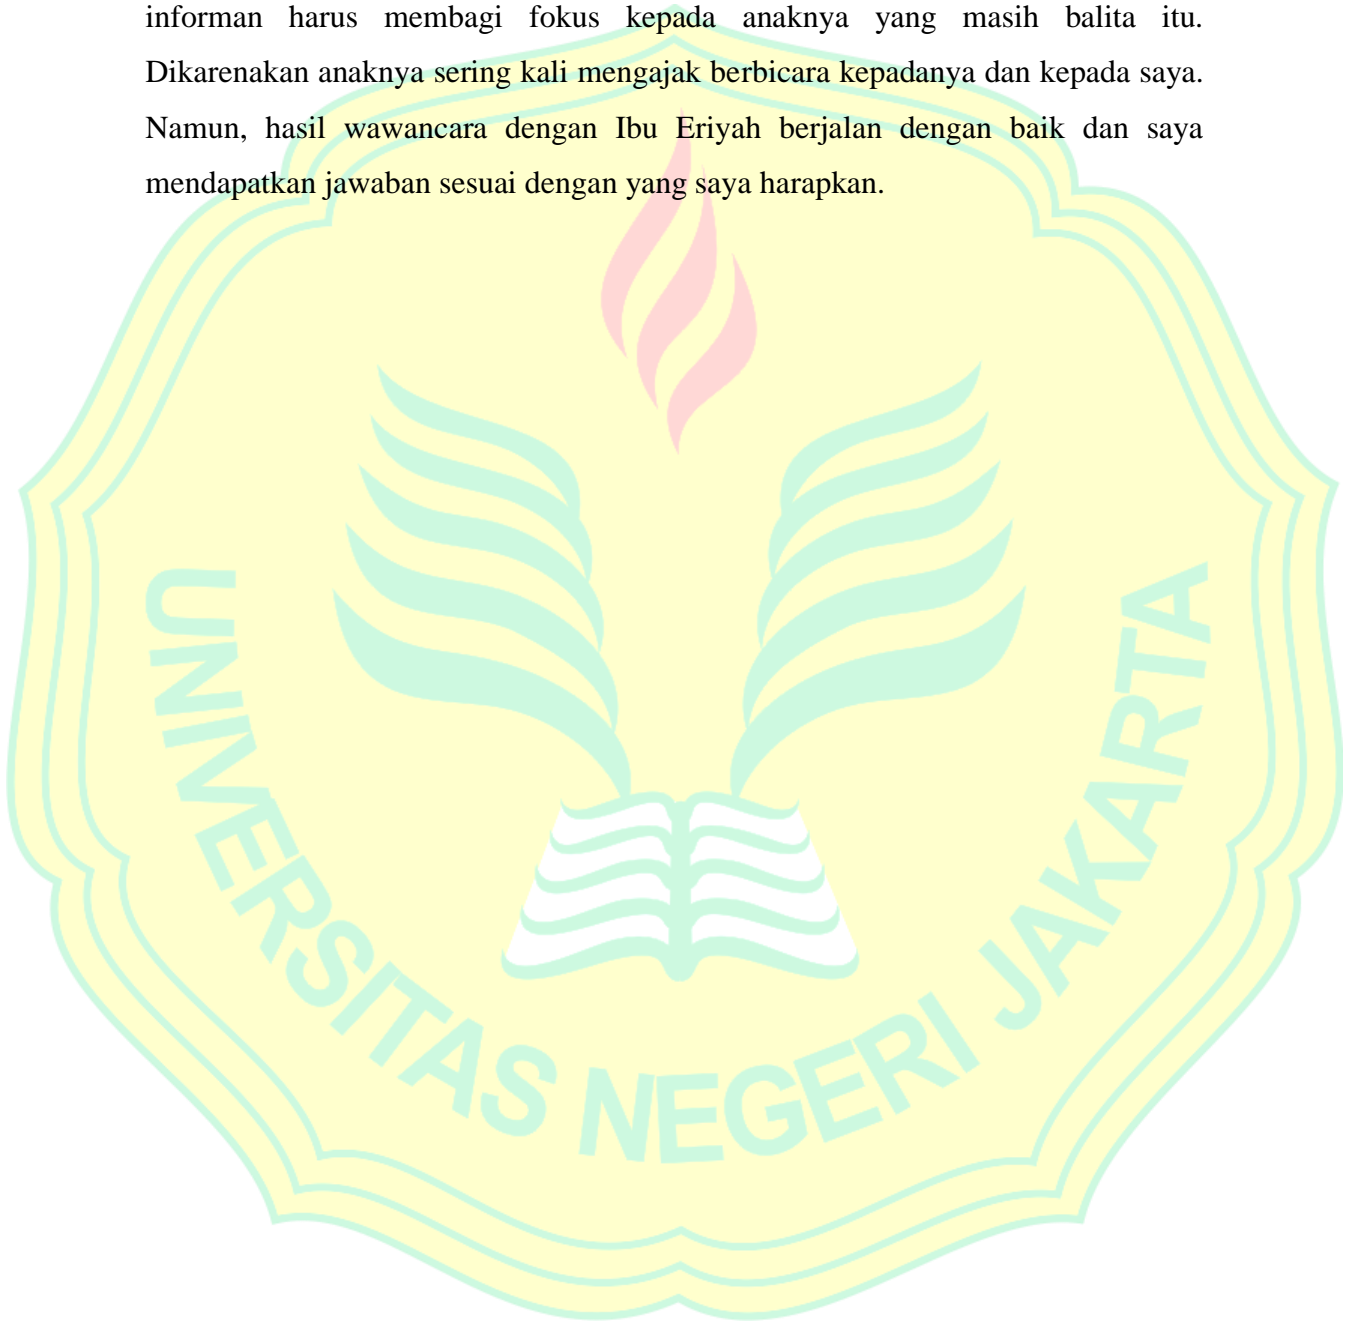 informan harus membagi fokus kepada anaknya yang masih balita itu.
Dikarenakan anaknya sering kali mengajak berbicara kepadanya dan kepada saya.
Namun, hasil wawancara dengan Ibu Eriyah berjalan dengan baik dan saya
mendapatkan jawaban sesuai dengan yang saya harapkan.
UNIVERSITAS NEGERI JAKARTA